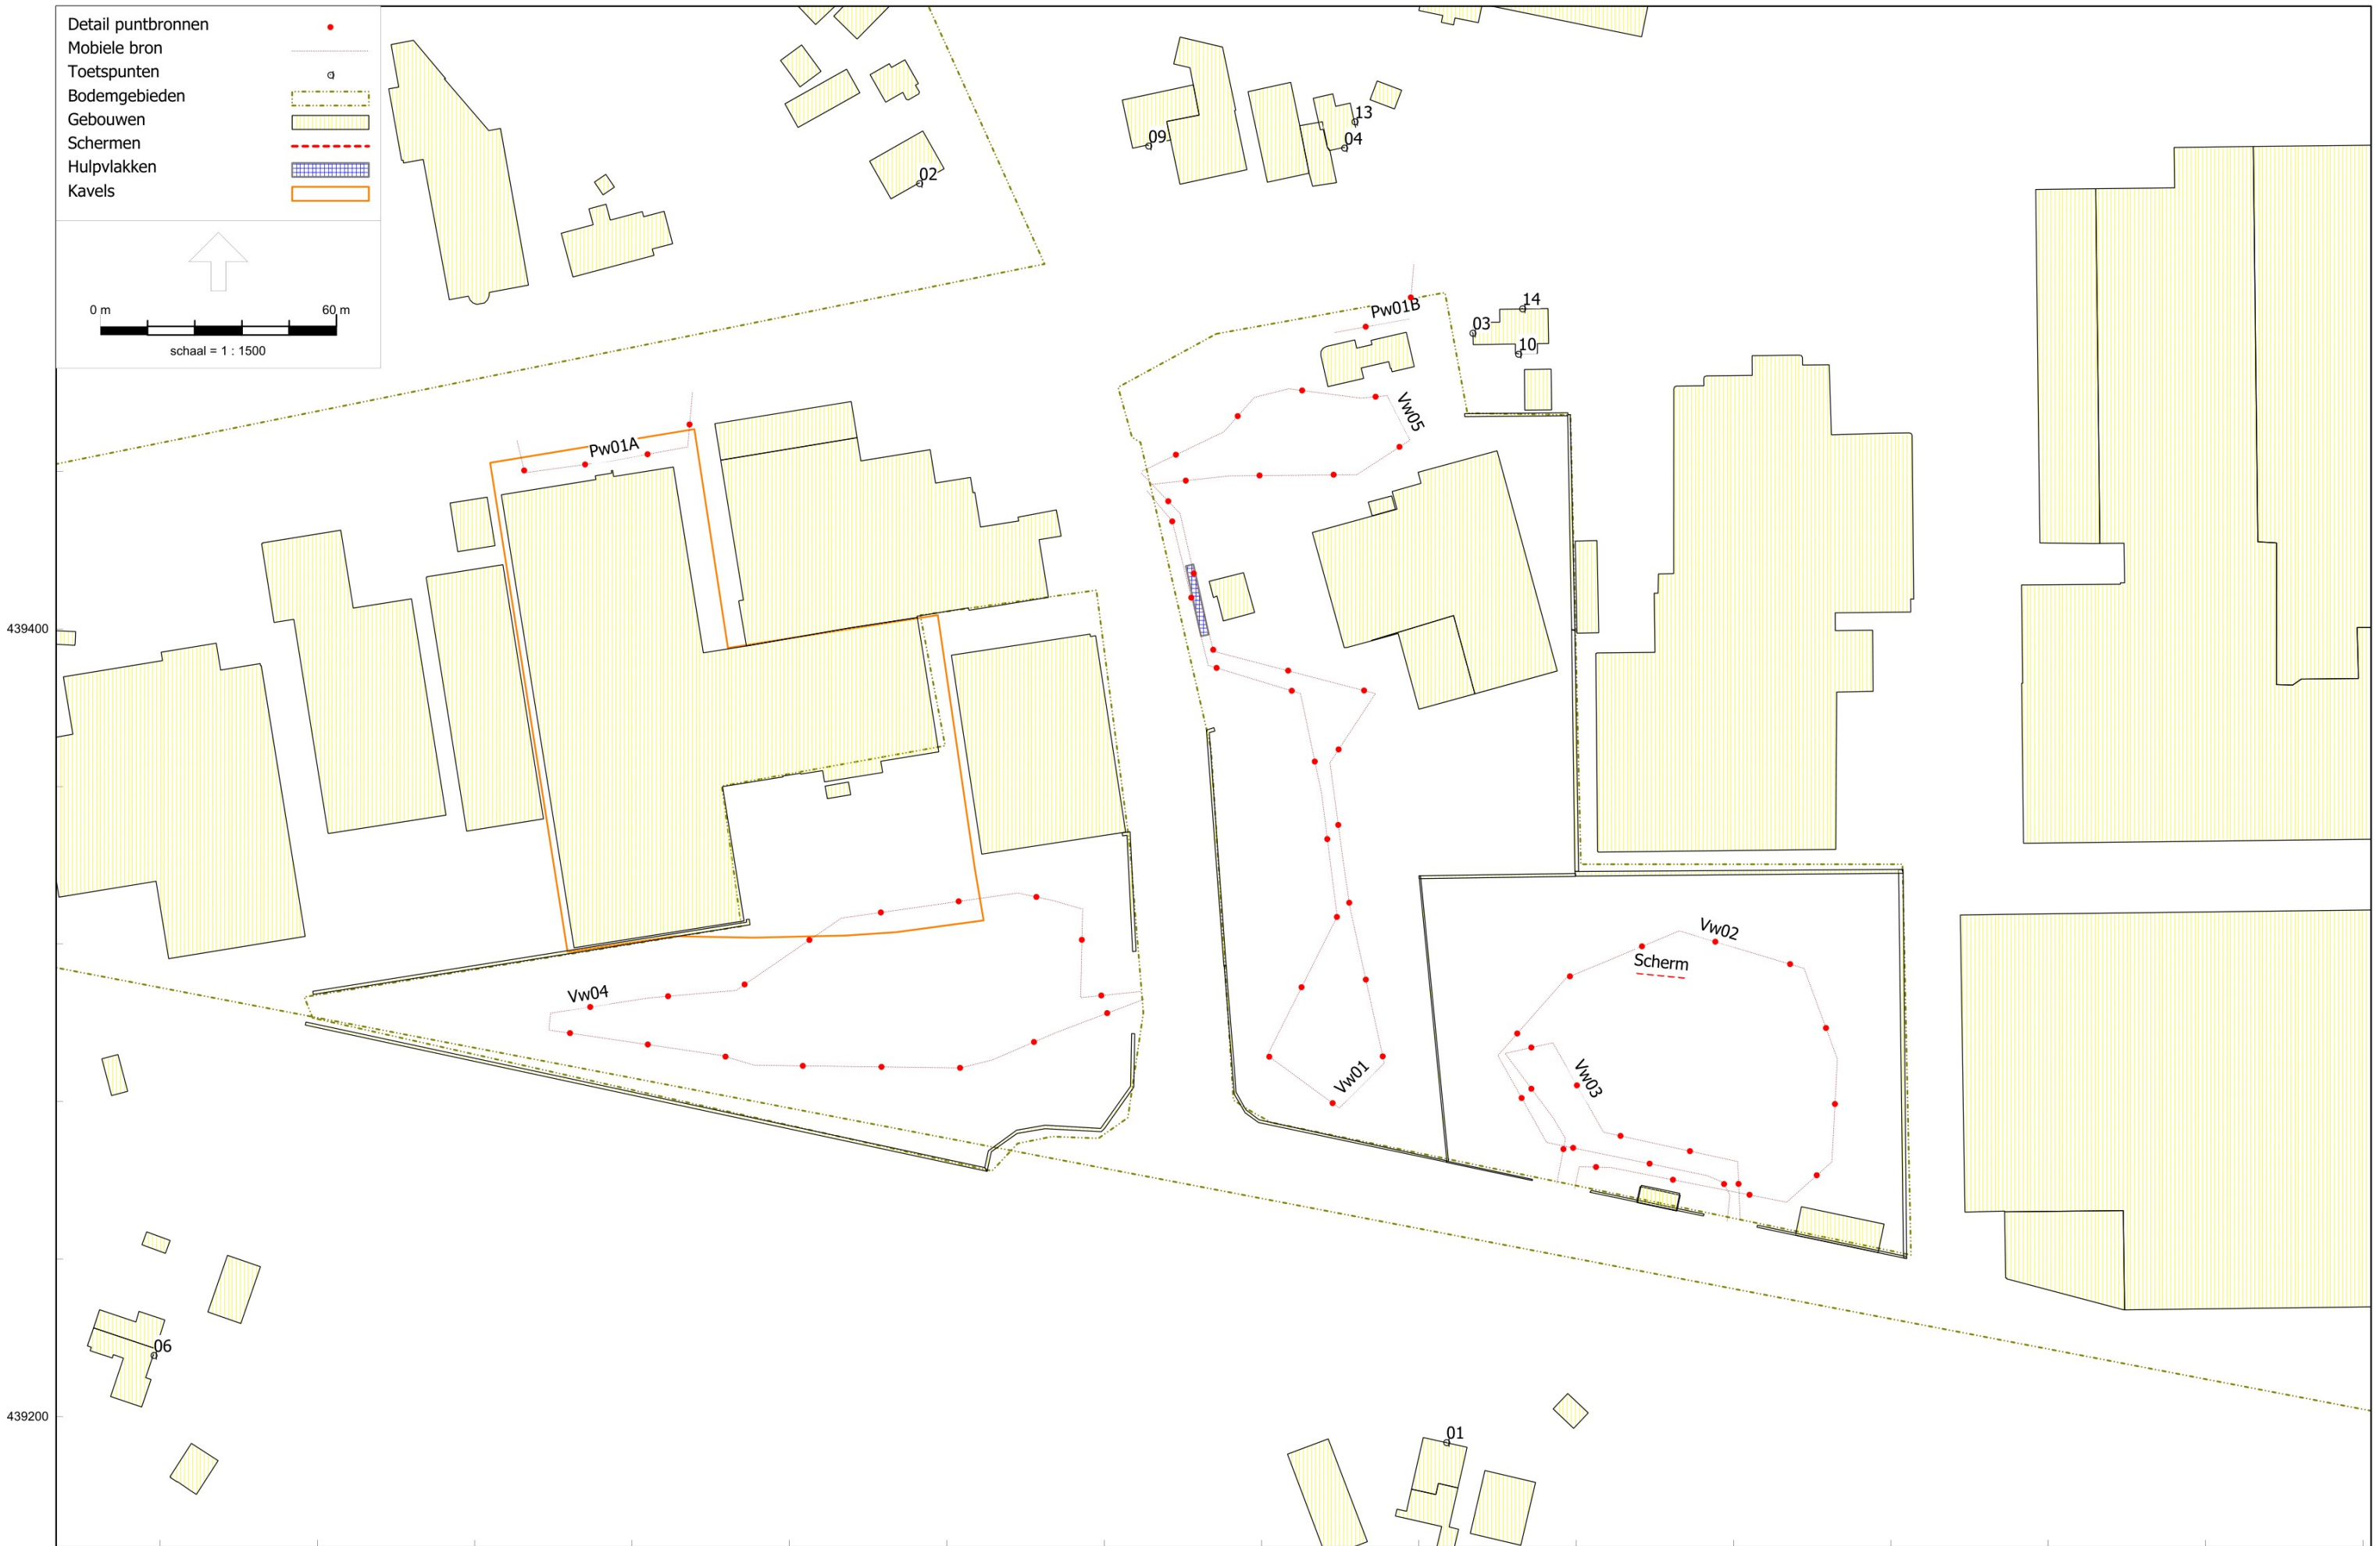 Detail puntbronnen
Mobiele bron
Toetspunten
Bodemgebieden
Gebouwen
Schermen
Hulpvlakken
Kavels
0 m 60 m
schaal = 1 : 1500
13
09
04
02
14
Pw01B
03
10
Vw05
Pw01A
439400
Vw02
Scherm
Vw04
Vw01
Vw03
06
439200
01